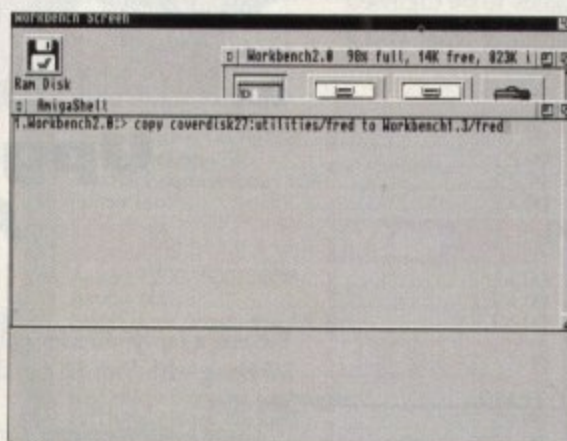 Workbench Screen
Ram Disk
Workbench2.0 98% full, 14K free, 823K i
AmigaShell
1.Workbench2.0:> copy coverdisk27:utilities/fred to Workbench1.3/fred